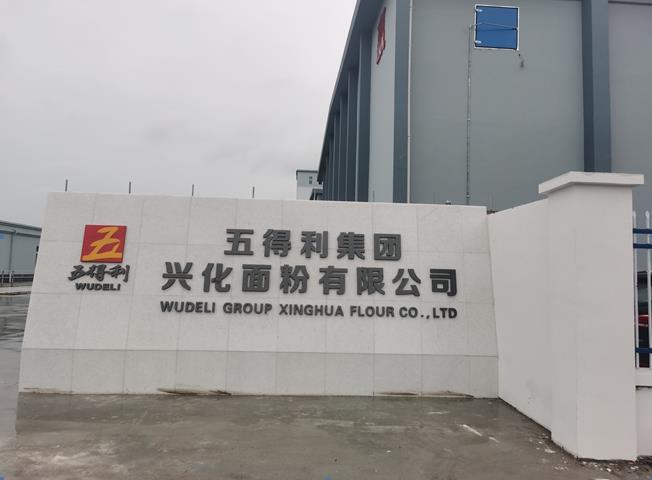 五
五得利
WUDELI
五得利集团
兴化面粉有限公司
WUDELI GROUP XINGHUA FLOUR CO.,LTD